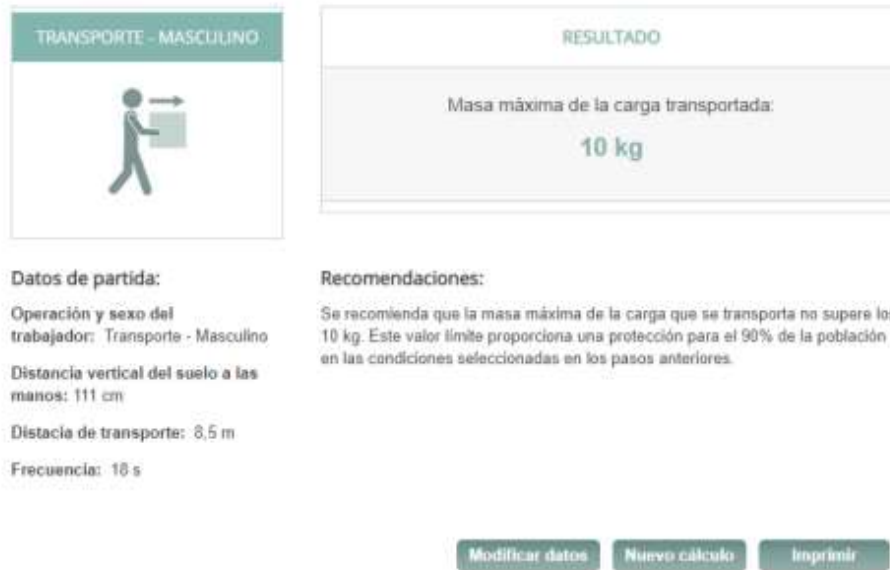 TRANSPORTE - MASCULINO
RESULTADO
Masa máxima de la carga transportada:
10 kg
Datos de partida:
Operación y sexo del
trabajador: Transporte - Masculino
Distancia vertical del suelo a las
manos: 111 cm
Distacia de transporte: 8,5 m
Frecuencia: 18 s
Recomendaciones:
Se recomienda que la masa máxima de la carga que se transporta no supere los
10 kg. Este valor límite proporciona una protección para el 90% de la población
en las condiciones seleccionadas en los pasos anteriores.
Modificar datos
Nuevo cálculo
Imprimir